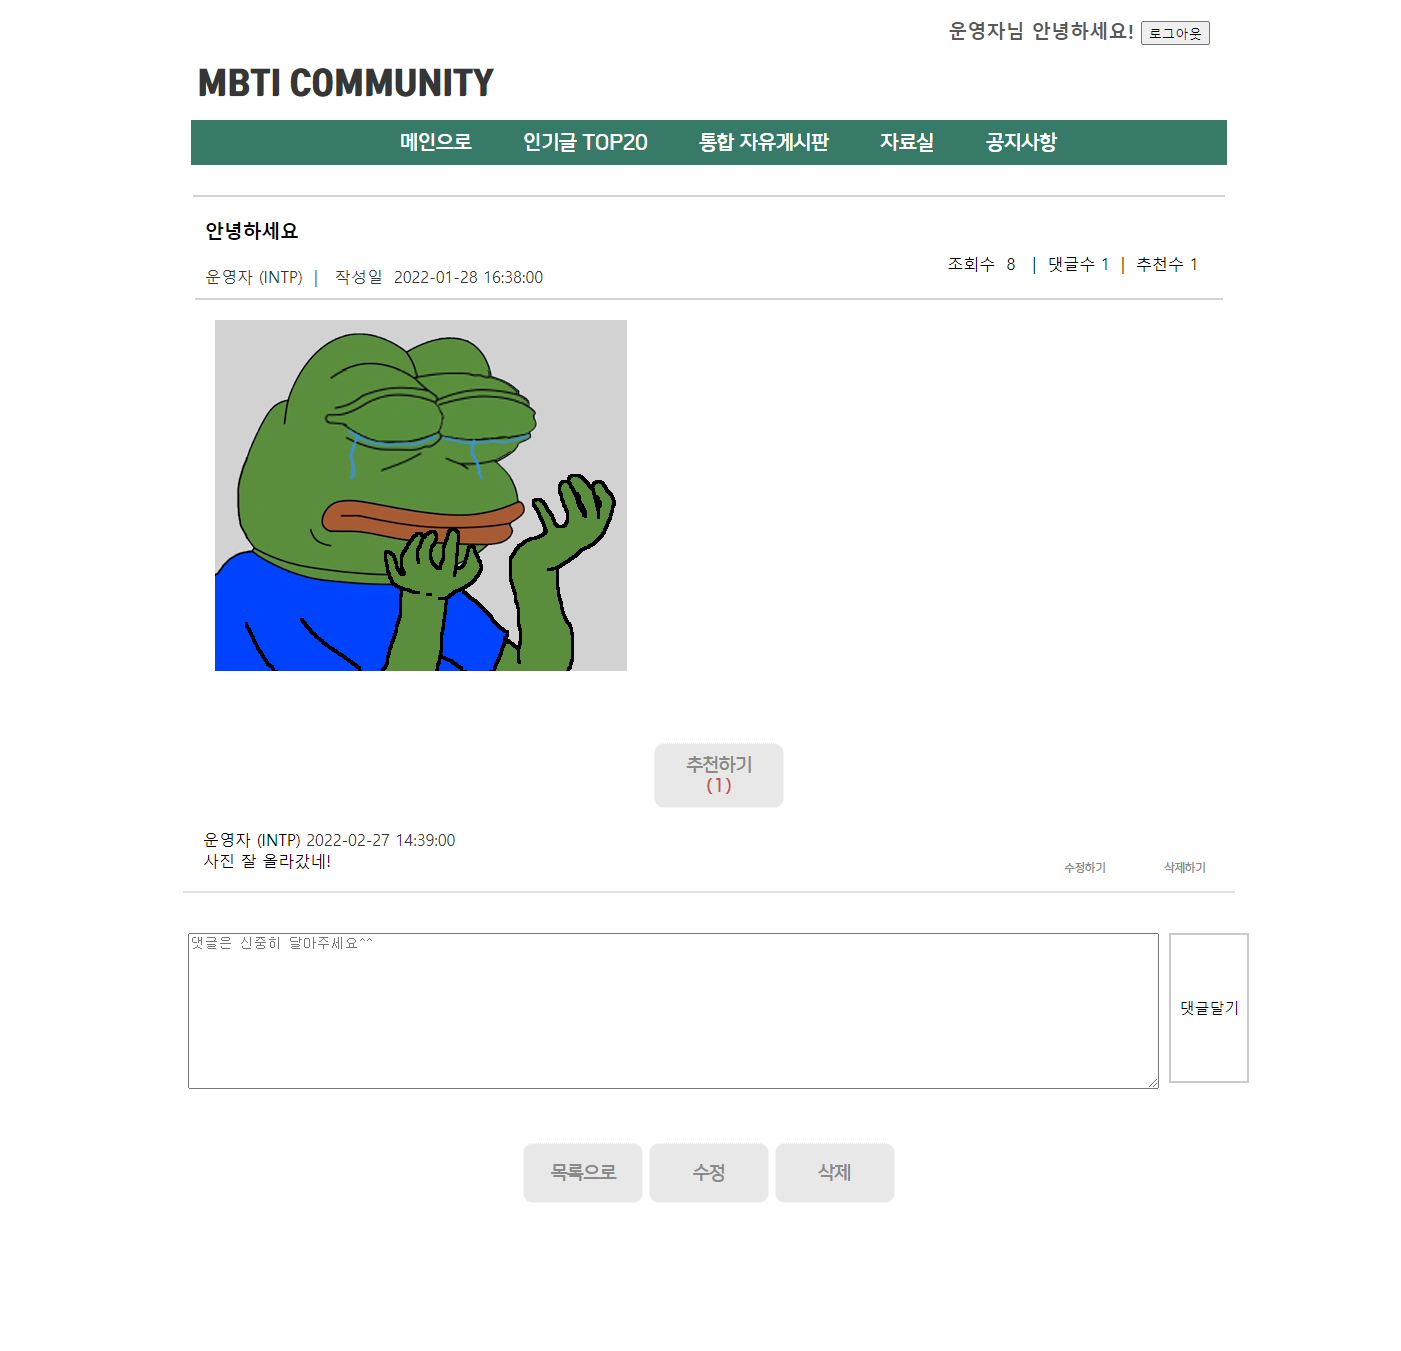 운영자님 안녕하세요! 로그아웃
MBTI COMMUNITY
메인으로 인기글 TOP20 통합 자유게시판 자료실 공지사항
안녕하세요
조회수 8 | 댓글수 1 | 추천수 1
운영자 (INTP) | 작성일 2022-01-28 16:38:00
추천하기
(1)
운영자 (INTP) 2022-02-27 14:39:00
사진 잘 올라갔네!
수정하기 삭제하기
댓글은 신중히 달아주세요^^
댓글달기
목록으로 수정 삭제